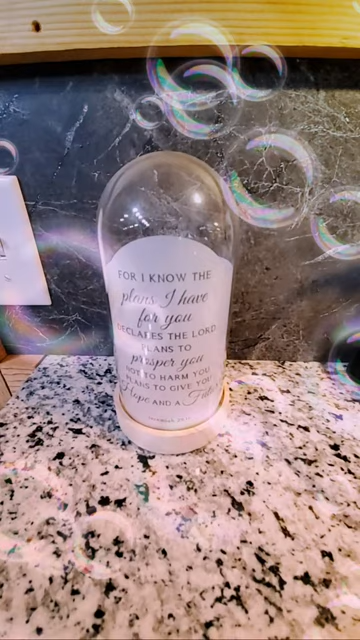 FOR I KNOW THE
plans I have
for you
DECLARES THE LORD
PLANS TO
prosper you
NOT TO HARM YOU
PLANS TO GIVE YOU
Hope AND A Future